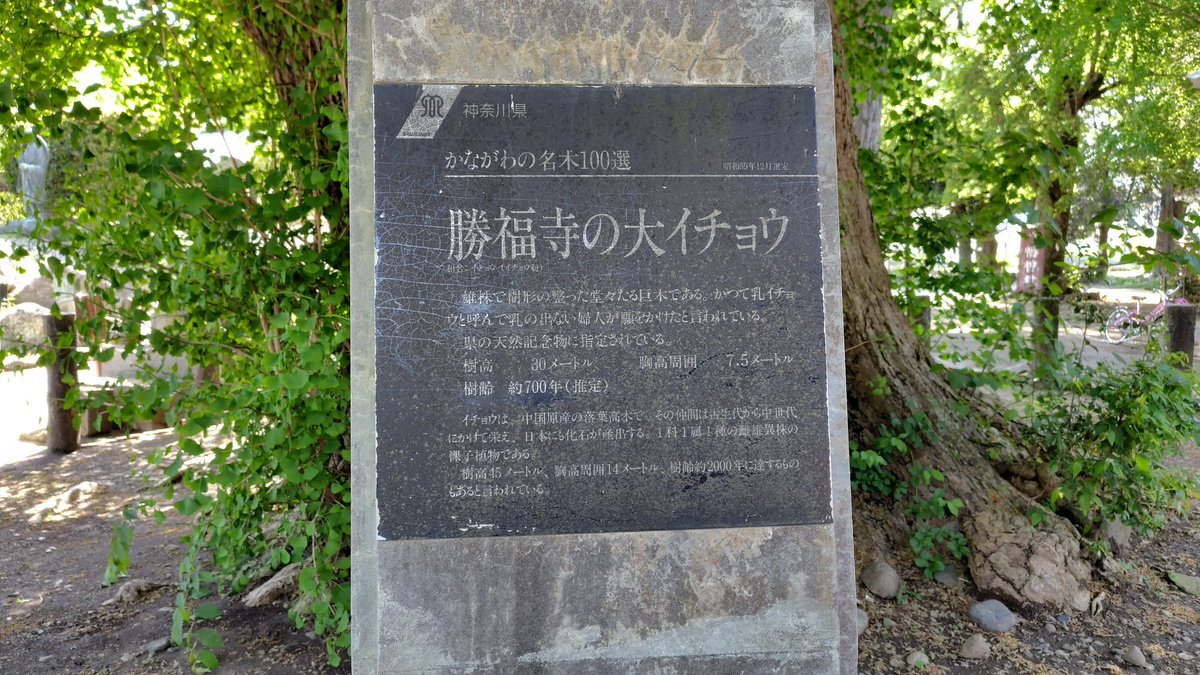 神奈川県
かながわの名木100選
昭和59年12月選定
勝福寺の大イチョウ
雄株で樹形の整った堂々たる巨木である。かつて乳イチョ
ウと呼んで乳の出ない婦人が願をかけたと言われている。
県の天然記念物に指定されている。
樹高 30メートル 胸高周囲 7.5メートル
樹齢 約700年(推定)
イチョウは、中国原産の落葉高木で、その仲間は古生代から中世代
にかけて栄え、日本にも化石が産出する。1科1属1種の雌雄異株の
裸子植物である。
樹高45メートル、胸高周囲14メートル、樹齢約2000年に達するもの
もあると言われている。